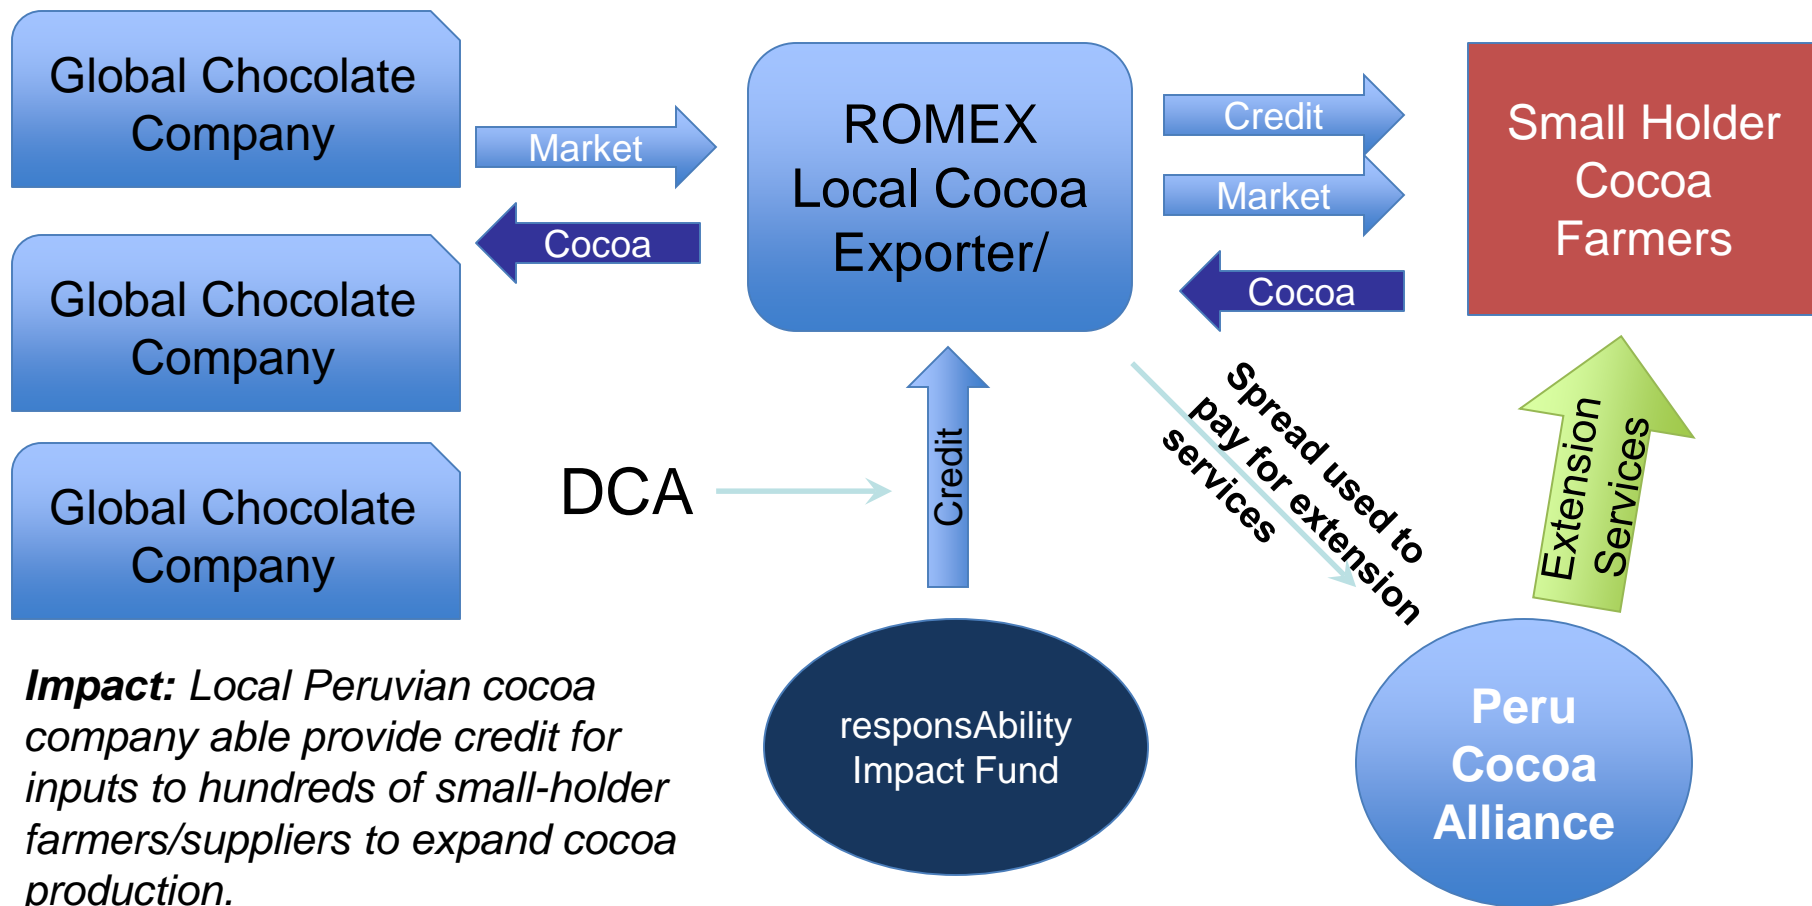 Global Chocolate
Company
Market
Cocoa
Global Chocolate
Company
Global Chocolate
Company
ROMEX
Local Cocoa
Exporter/
Credit
Market
Cocoa
Small Holder
Cocoa
Farmers
DCA
Credit
Spread used to
pay for extension
services
Extension
Services
responsAbility
Impact Fund
Peru
Cocoa
Alliance
Impact: Local Peruvian cocoa
company able provide credit for
inputs to hundreds of small-holder
farmers/suppliers to expand cocoa
production.